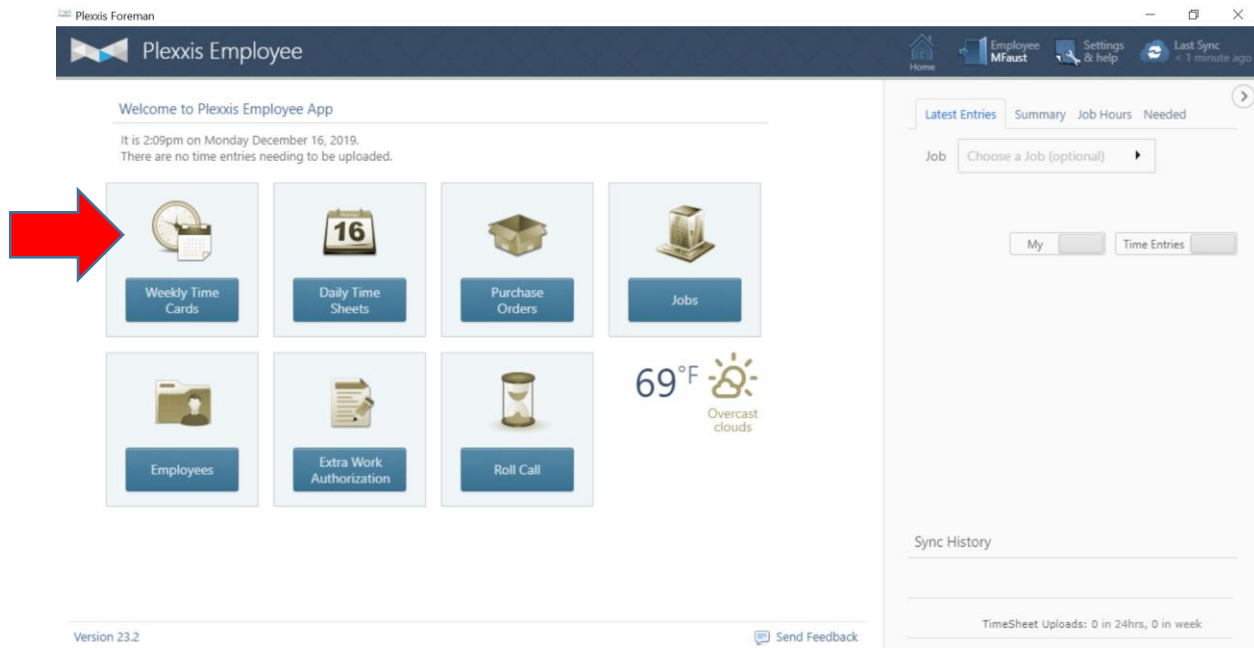 Plexxis Foreman
Plexxis Employee
Home
Employee
MFaust
Settings
& help
Last Sync
< 1 minute ago
Welcome to Plexxis Employee App
It is 2:09pm on Monday December 16, 2019.
There are no time entries needing to be uploaded.
Weekly Time
Cards
16
Daily Time
Sheets
Purchase
Orders
Jobs
Employees
Extra Work
Authorization
Roll Call
69°F
Overcast
clouds
Latest Entries Summary Job Hours Needed
Job Choose a Job (optional)
My Time Entries
Sync History
TimeSheet Uploads: 0 in 24hrs, 0 in week
Version 23.2
Send Feedback